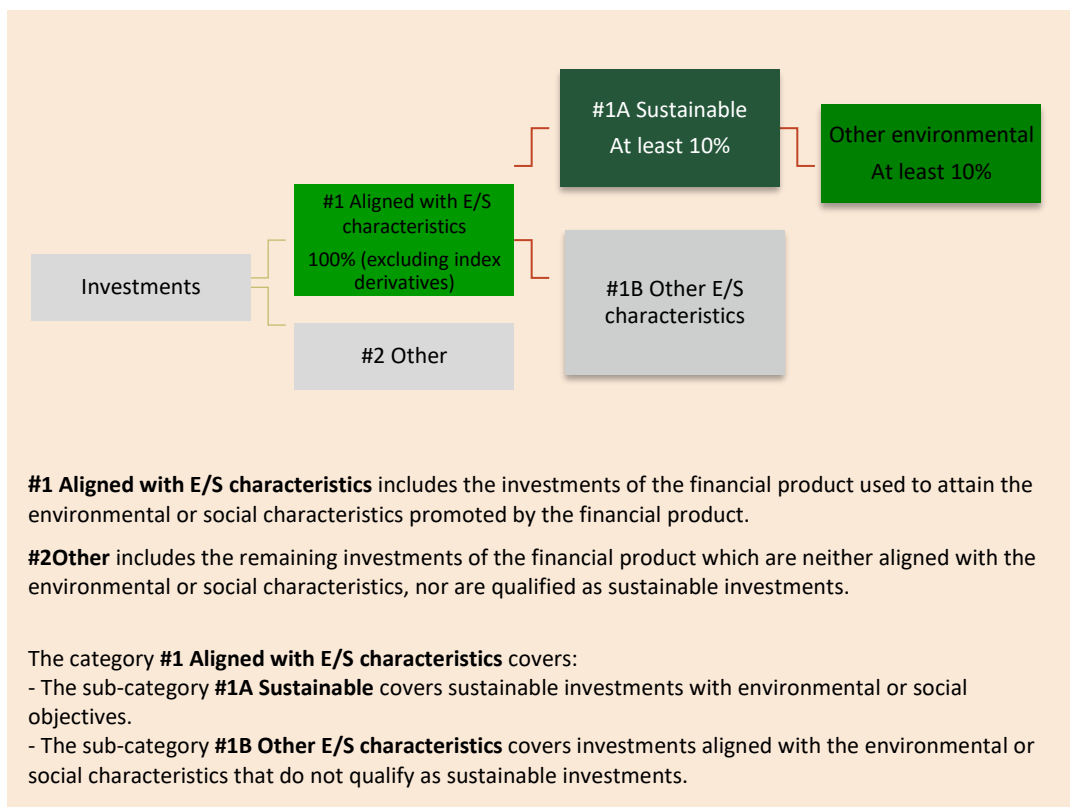 #1A Sustainable
At least 10%
Other environmental
At least 10%
#1 Aligned with E/S
characteristics
100% (excluding index
derivatives)
Investments
#1B Other E/S
characteristics
#2 Other
#1 Aligned with E/S characteristics includes the investments of the financial product used to attain the
environmental or social characteristics promoted by the financial product.
#2Other includes the remaining investments of the financial product which are neither aligned with the
environmental or social characteristics, nor are qualified as sustainable investments.
The category #1 Aligned with E/S characteristics covers:
- The sub-category #1A Sustainable covers sustainable investments with environmental or social
objectives.
- The sub-category #1B Other E/S characteristics covers investments aligned with the environmental or
social characteristics that do not qualify as sustainable investments.